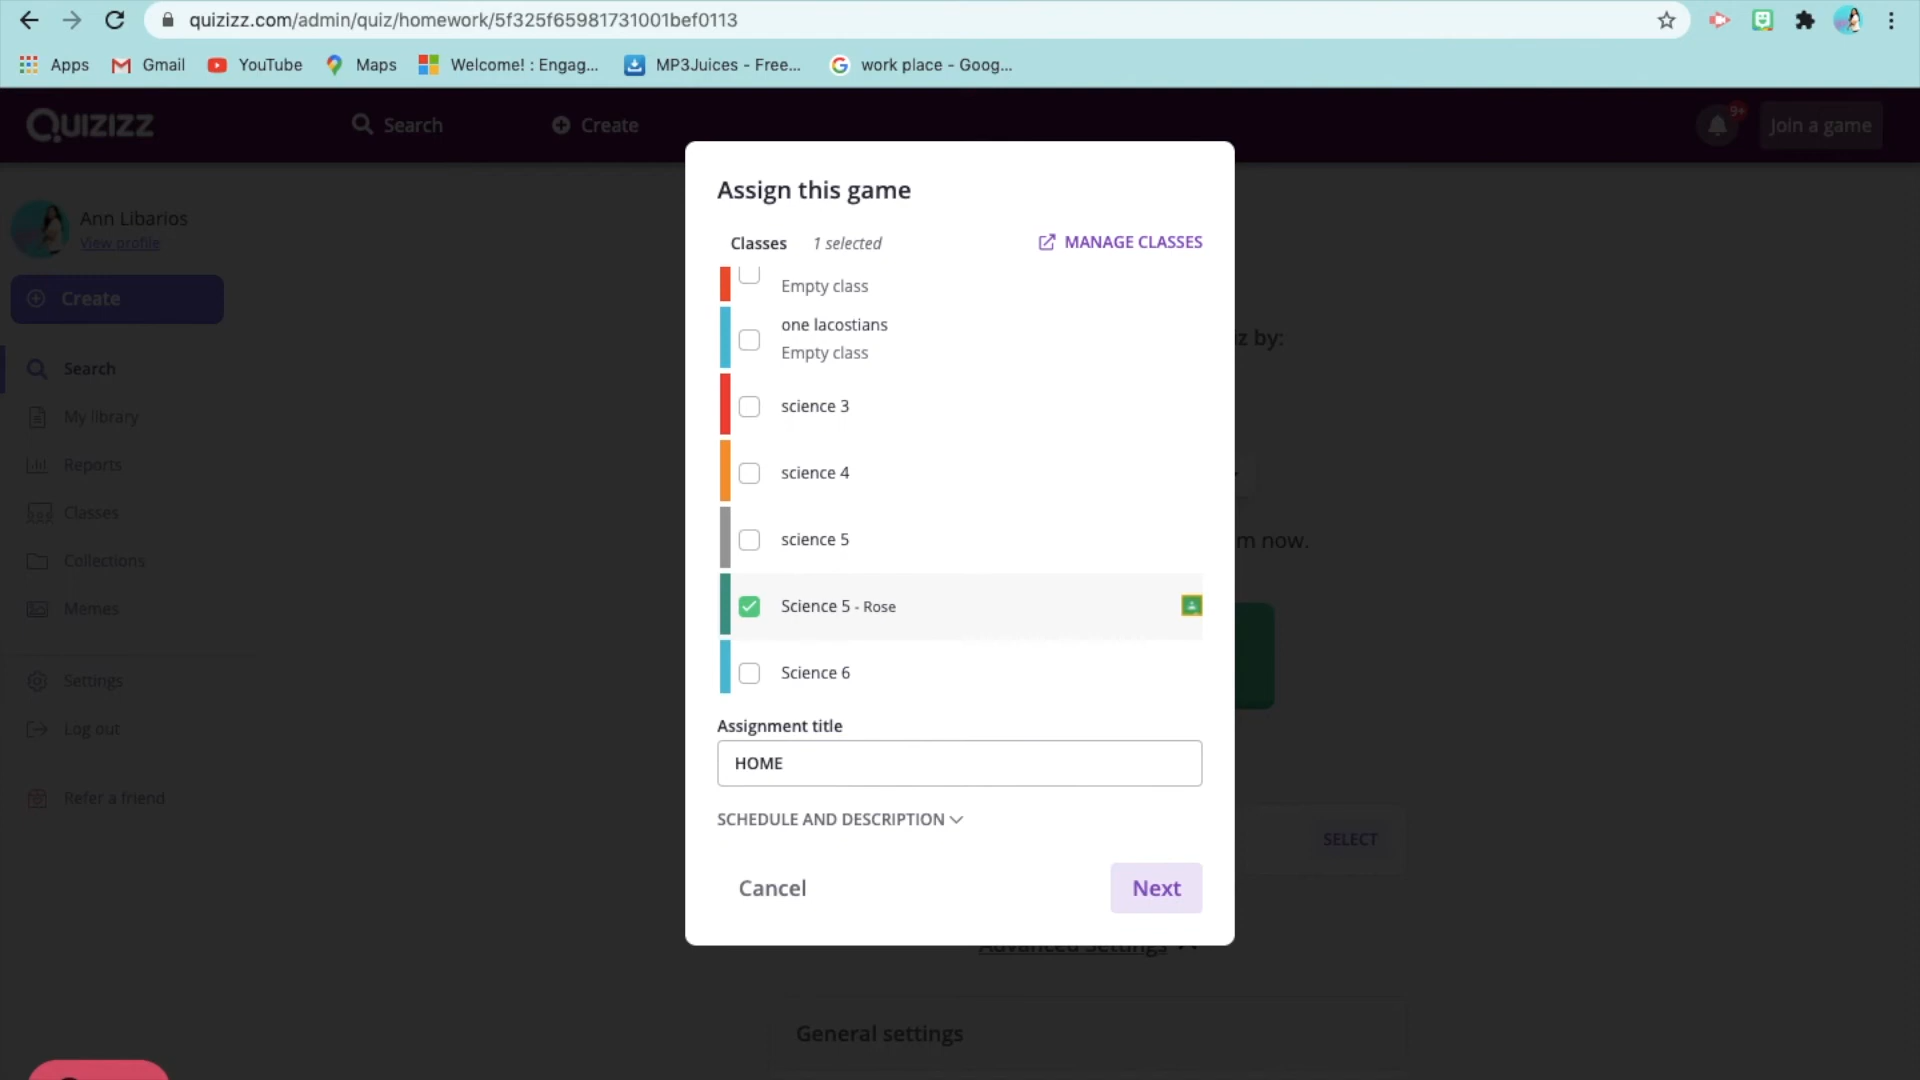 quizizz.com/admin/quiz/homework/5f325f65981731001bef0113
Apps Gmail YouTube Maps Welcome! : Engag... MP3Juices - Free... work place - Goog...
QUIZIZZ Search Create 9+ Join a game
Ann Libarios
View profile
Create
Search
My library
Reports
Classes
Collections
Memes
Settings
Log out
Refer a friend
Assign this game
Classes 1 selected MANAGE CLASSES
Empty class
one lacostians
Empty class
science 3
science 4
science 5
Science 5 - Rose
Science 6
Assignment title
HOME
SCHEDULE AND DESCRIPTION
Cancel Next
z by:
m now.
SELECT
Advanced Settings
General settings